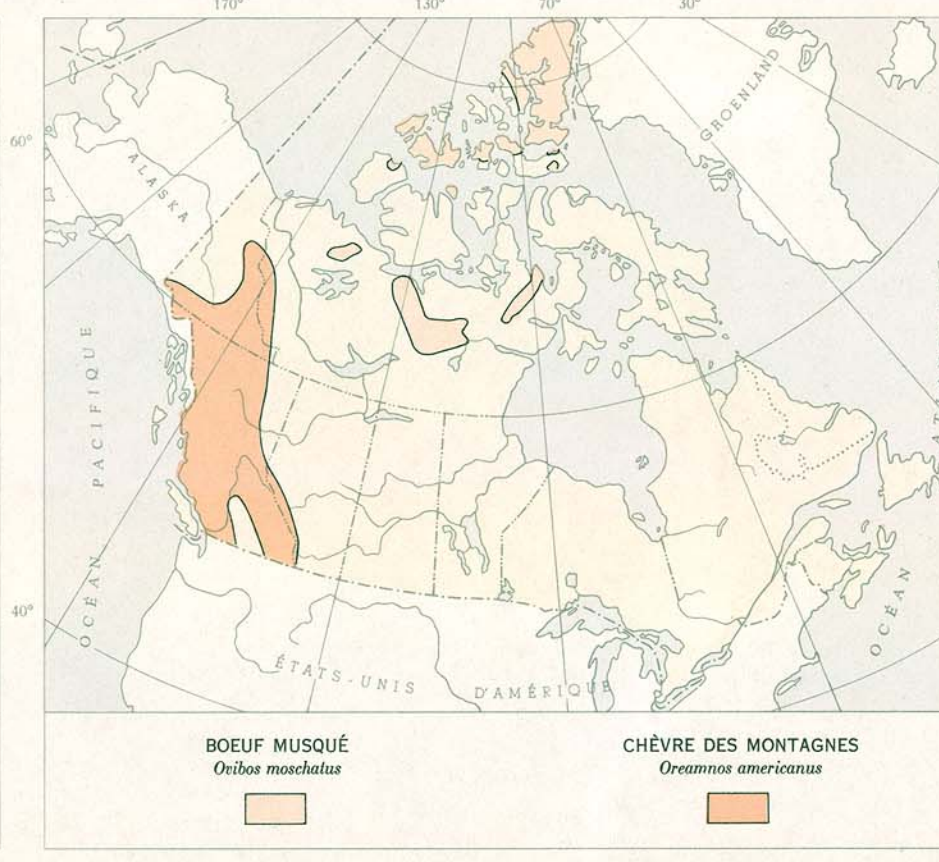 170°
130°
70°
30°
60°
GROENLAND
ALASKA
OCÉAN PACIFIQUE
40°
OCÉAN
ÉTATS-UNIS D'AMÉRIQUE
BOEUF MUSQUÉ
Ovibos moschatus
CHÈVRE DES MONTAGNES
Oreamnos americanus